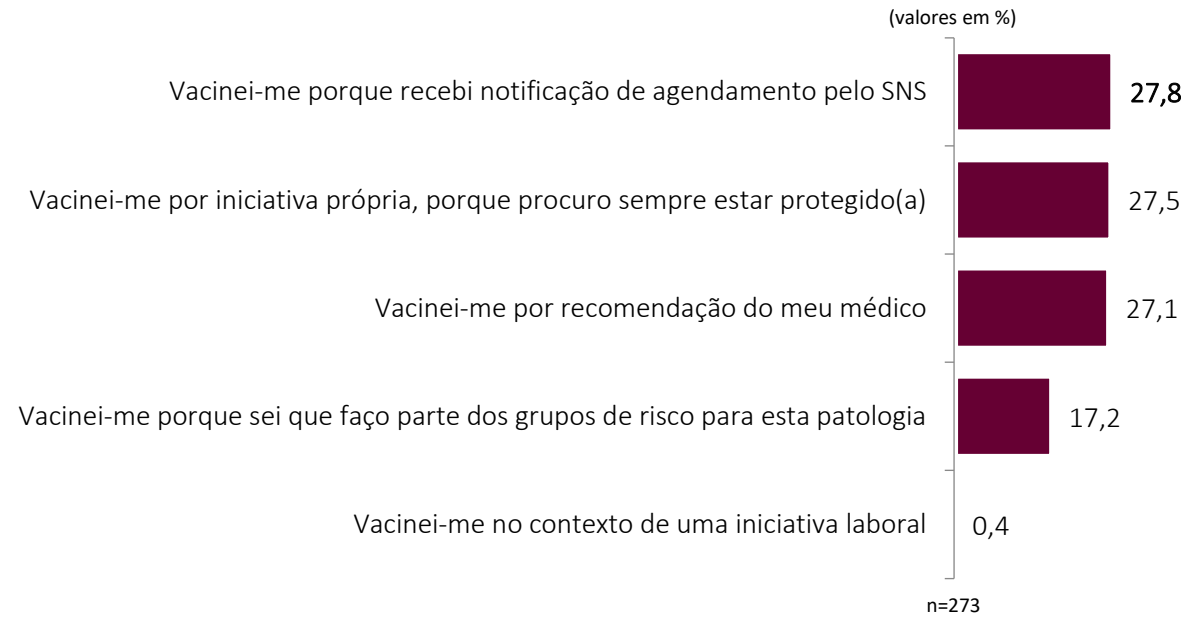 (valores em %)
Vacinei-me porque recebi notificação de agendamento pelo SNS 27,8
Vacinei-me por iniciativa própria, porque procuro sempre estar protegido(a) 27,5
Vacinei-me por recomendação do meu médico 27,1
Vacinei-me porque sei que faço parte dos grupos de risco para esta patologia 17,2
Vacinei-me no contexto de uma iniciativa laboral 0,4
n=273